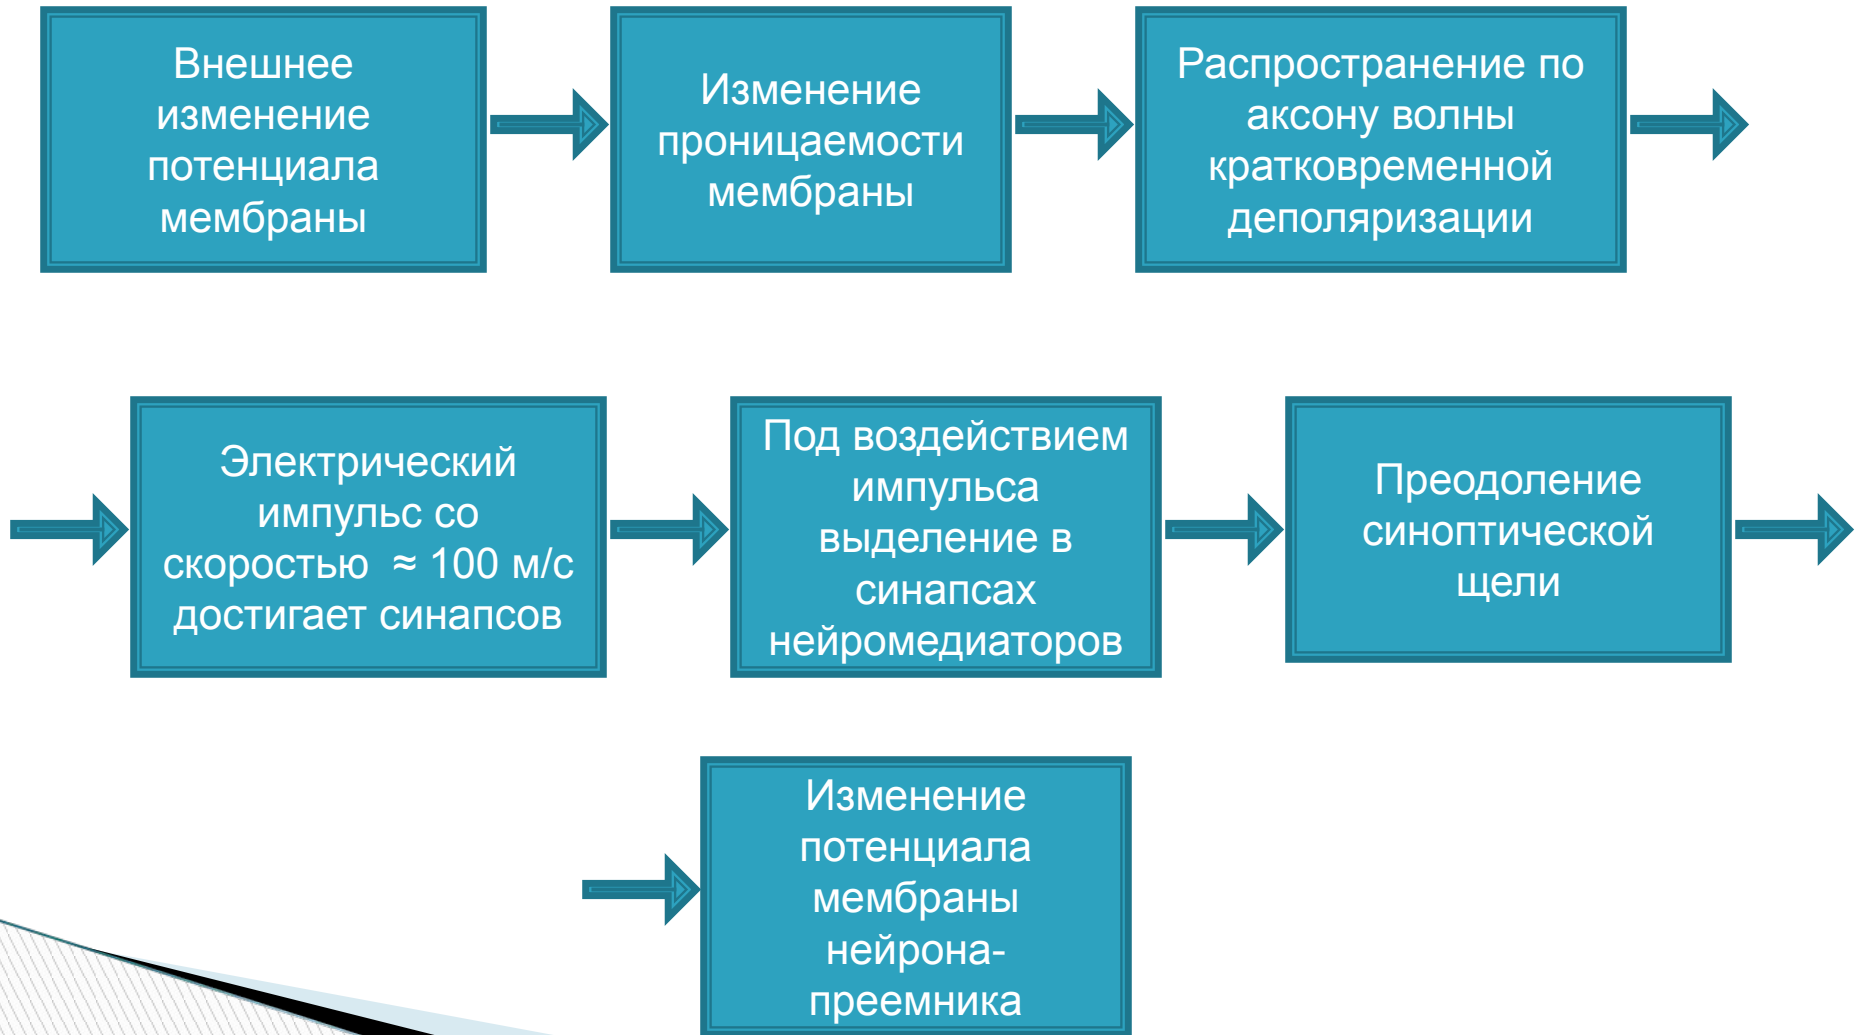 Внешнее
изменение
потенциала
мембраны
Изменение
проницаемости
мембраны
Распространение по
аксону волны
кратковременной
деполяризации
Электрический
импульс со
скоростью ≈ 100 м/с
достигает синапсов
Под воздействием
импульса
выделение в
синапсах
нейромедиаторов
Преодоление
синоптической
щели
Изменение
потенциала
мембраны
нейрона-
преемника